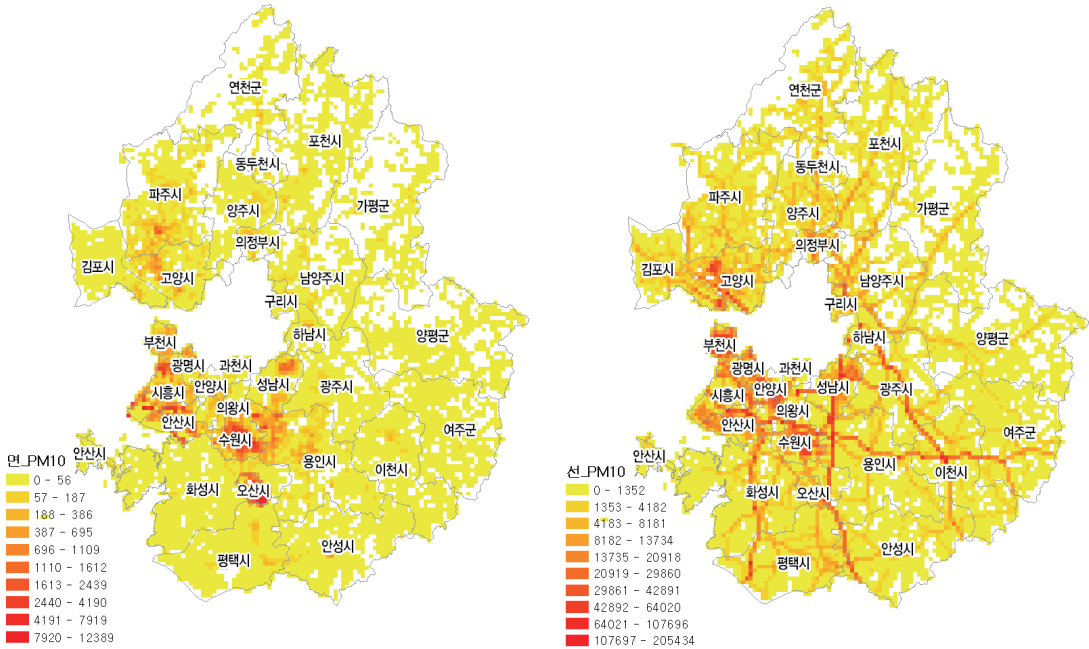 연천군
포천시
동두천시
파주시
양주시
가평군
의정부시
김포시
고양시
남양주시
구리시
하남시
양평군
부천시
광명시
과천시
시흥시
안양시
성남시
광주시
의왕시
안산시
수원시
여주군
안산시
용인시
이천시
화성시
오산시
안성시
평택시
면_PM10
0 - 56
57 - 187
188 - 386
387 - 695
696 - 1109
1110 - 1612
1613 - 2439
2440 - 4190
4191 - 7919
7920 - 12389
연천군
포천시
동두천시
파주시
양주시
가평군
의정부시
김포시
고양시
남양주시
구리시
하남시
양평군
부천시
광명시
과천시
시흥시
안양시
성남시
광주시
의왕시
안산시
수원시
여주군
안산시
용인시
이천시
화성시
오산시
안성시
평택시
선_PM10
0 - 1352
1353 - 4182
4183 - 8181
8182 - 13734
13735 - 20918
20919 - 29860
29861 - 42891
42892 - 64020
64021 - 107696
107697 - 205434